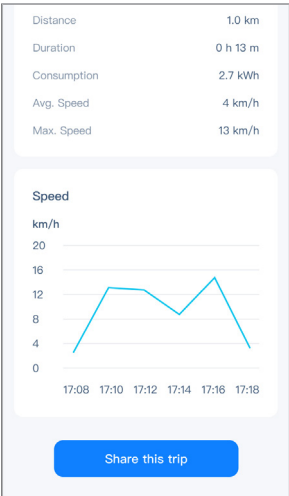 Distance 1.0 km
Duration 0 h 13 m
Consumption 2.7 kWh
Avg. Speed 4 km/h
Max. Speed 13 km/h
Speed
km/h
20
16
12
8
4
0
17:08 17:10 17:12 17:14 17:16 17:18
Share this trip